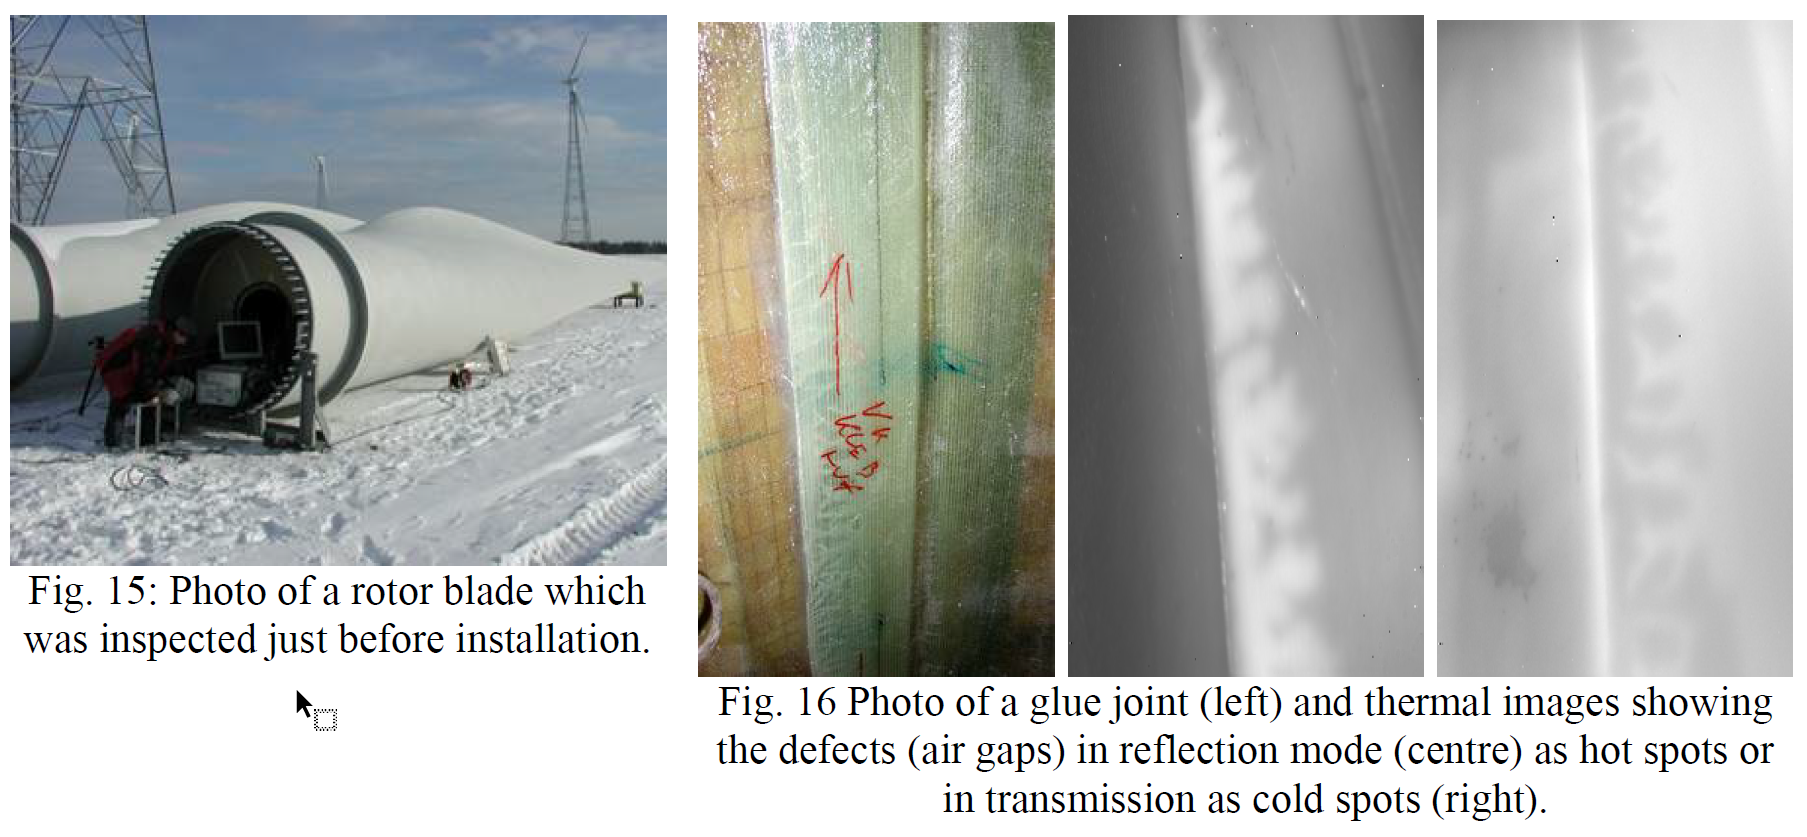 Fig. 15: Photo of a rotor blade which
was inspected just before installation.
Fig. 16 Photo of a glue joint (left) and thermal images showing
the defects (air gaps) in reflection mode (centre) as hot spots or
in transmission as cold spots (right).